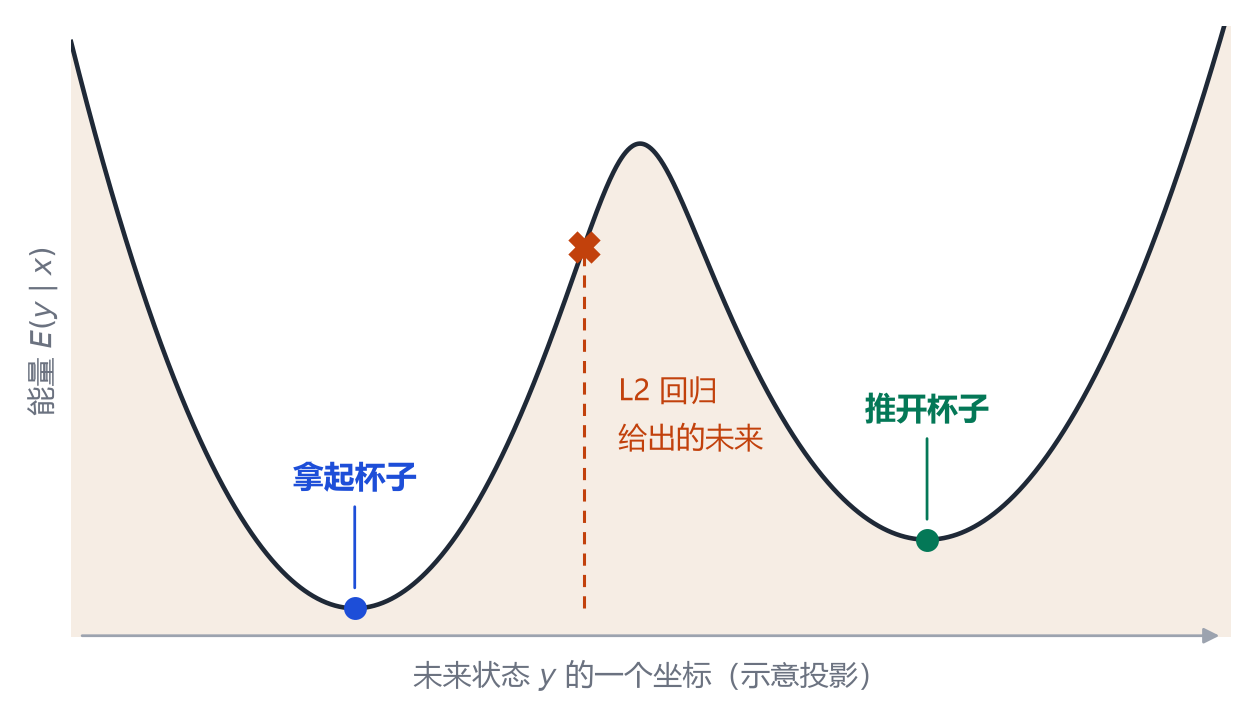 能量 E(y | x)
拿起杯子
L2 回归
给出的未来
推开杯子
未来状态 y 的一个坐标（示意投影）